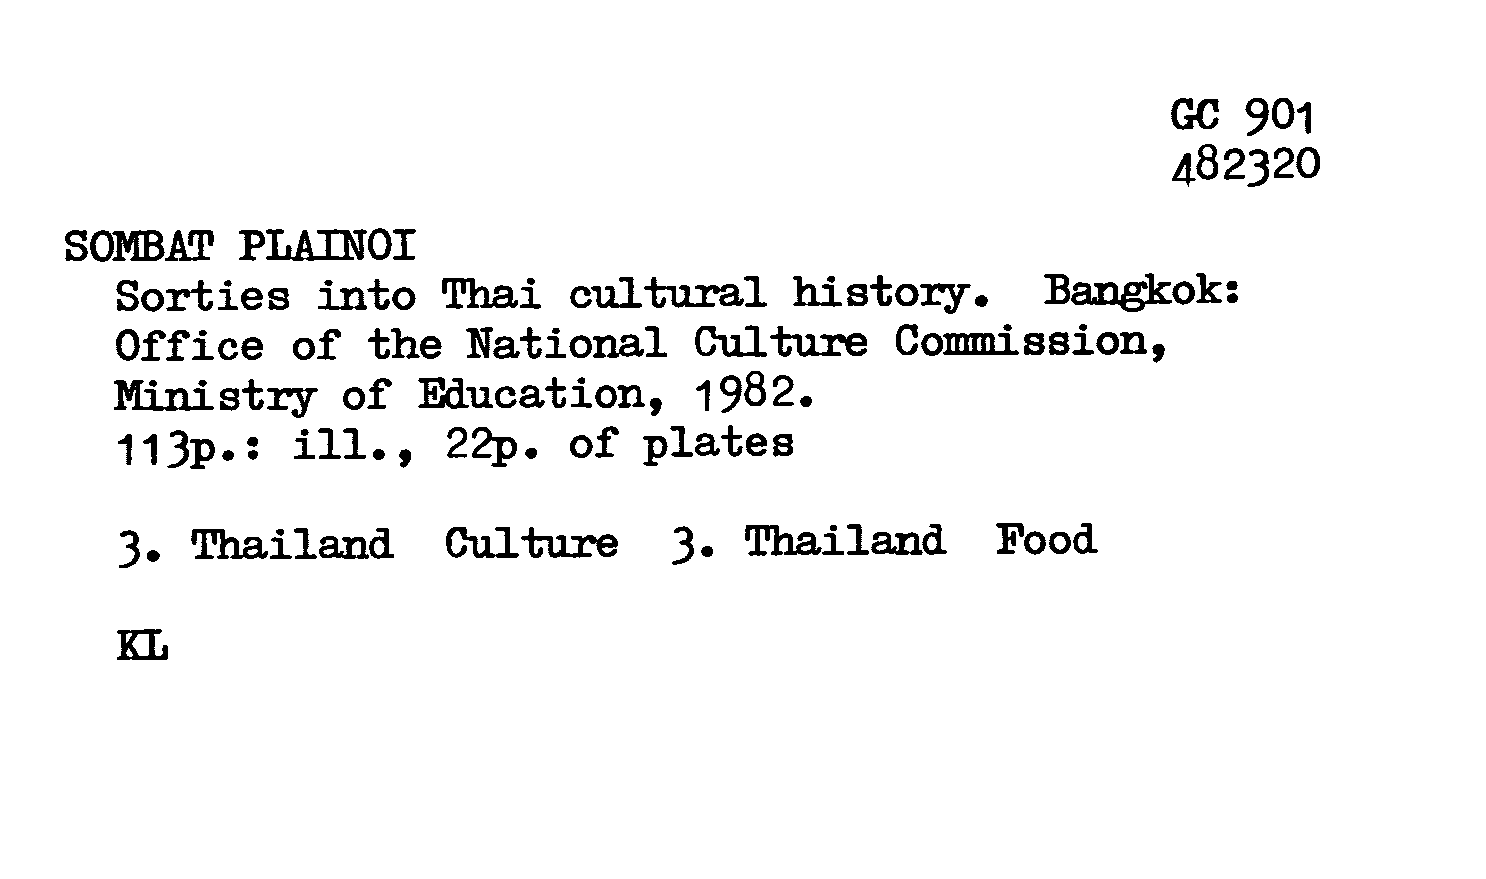 GC 901
482320
SOMBAT PLAINOI
Sorties into Thai cultural history. Bangkok:
Office of the National Culture Commission,
Ministry of Education, 1982.
113p.: ill., 22p. of plates
3. Thailand Culture 3. Thailand Food
KL